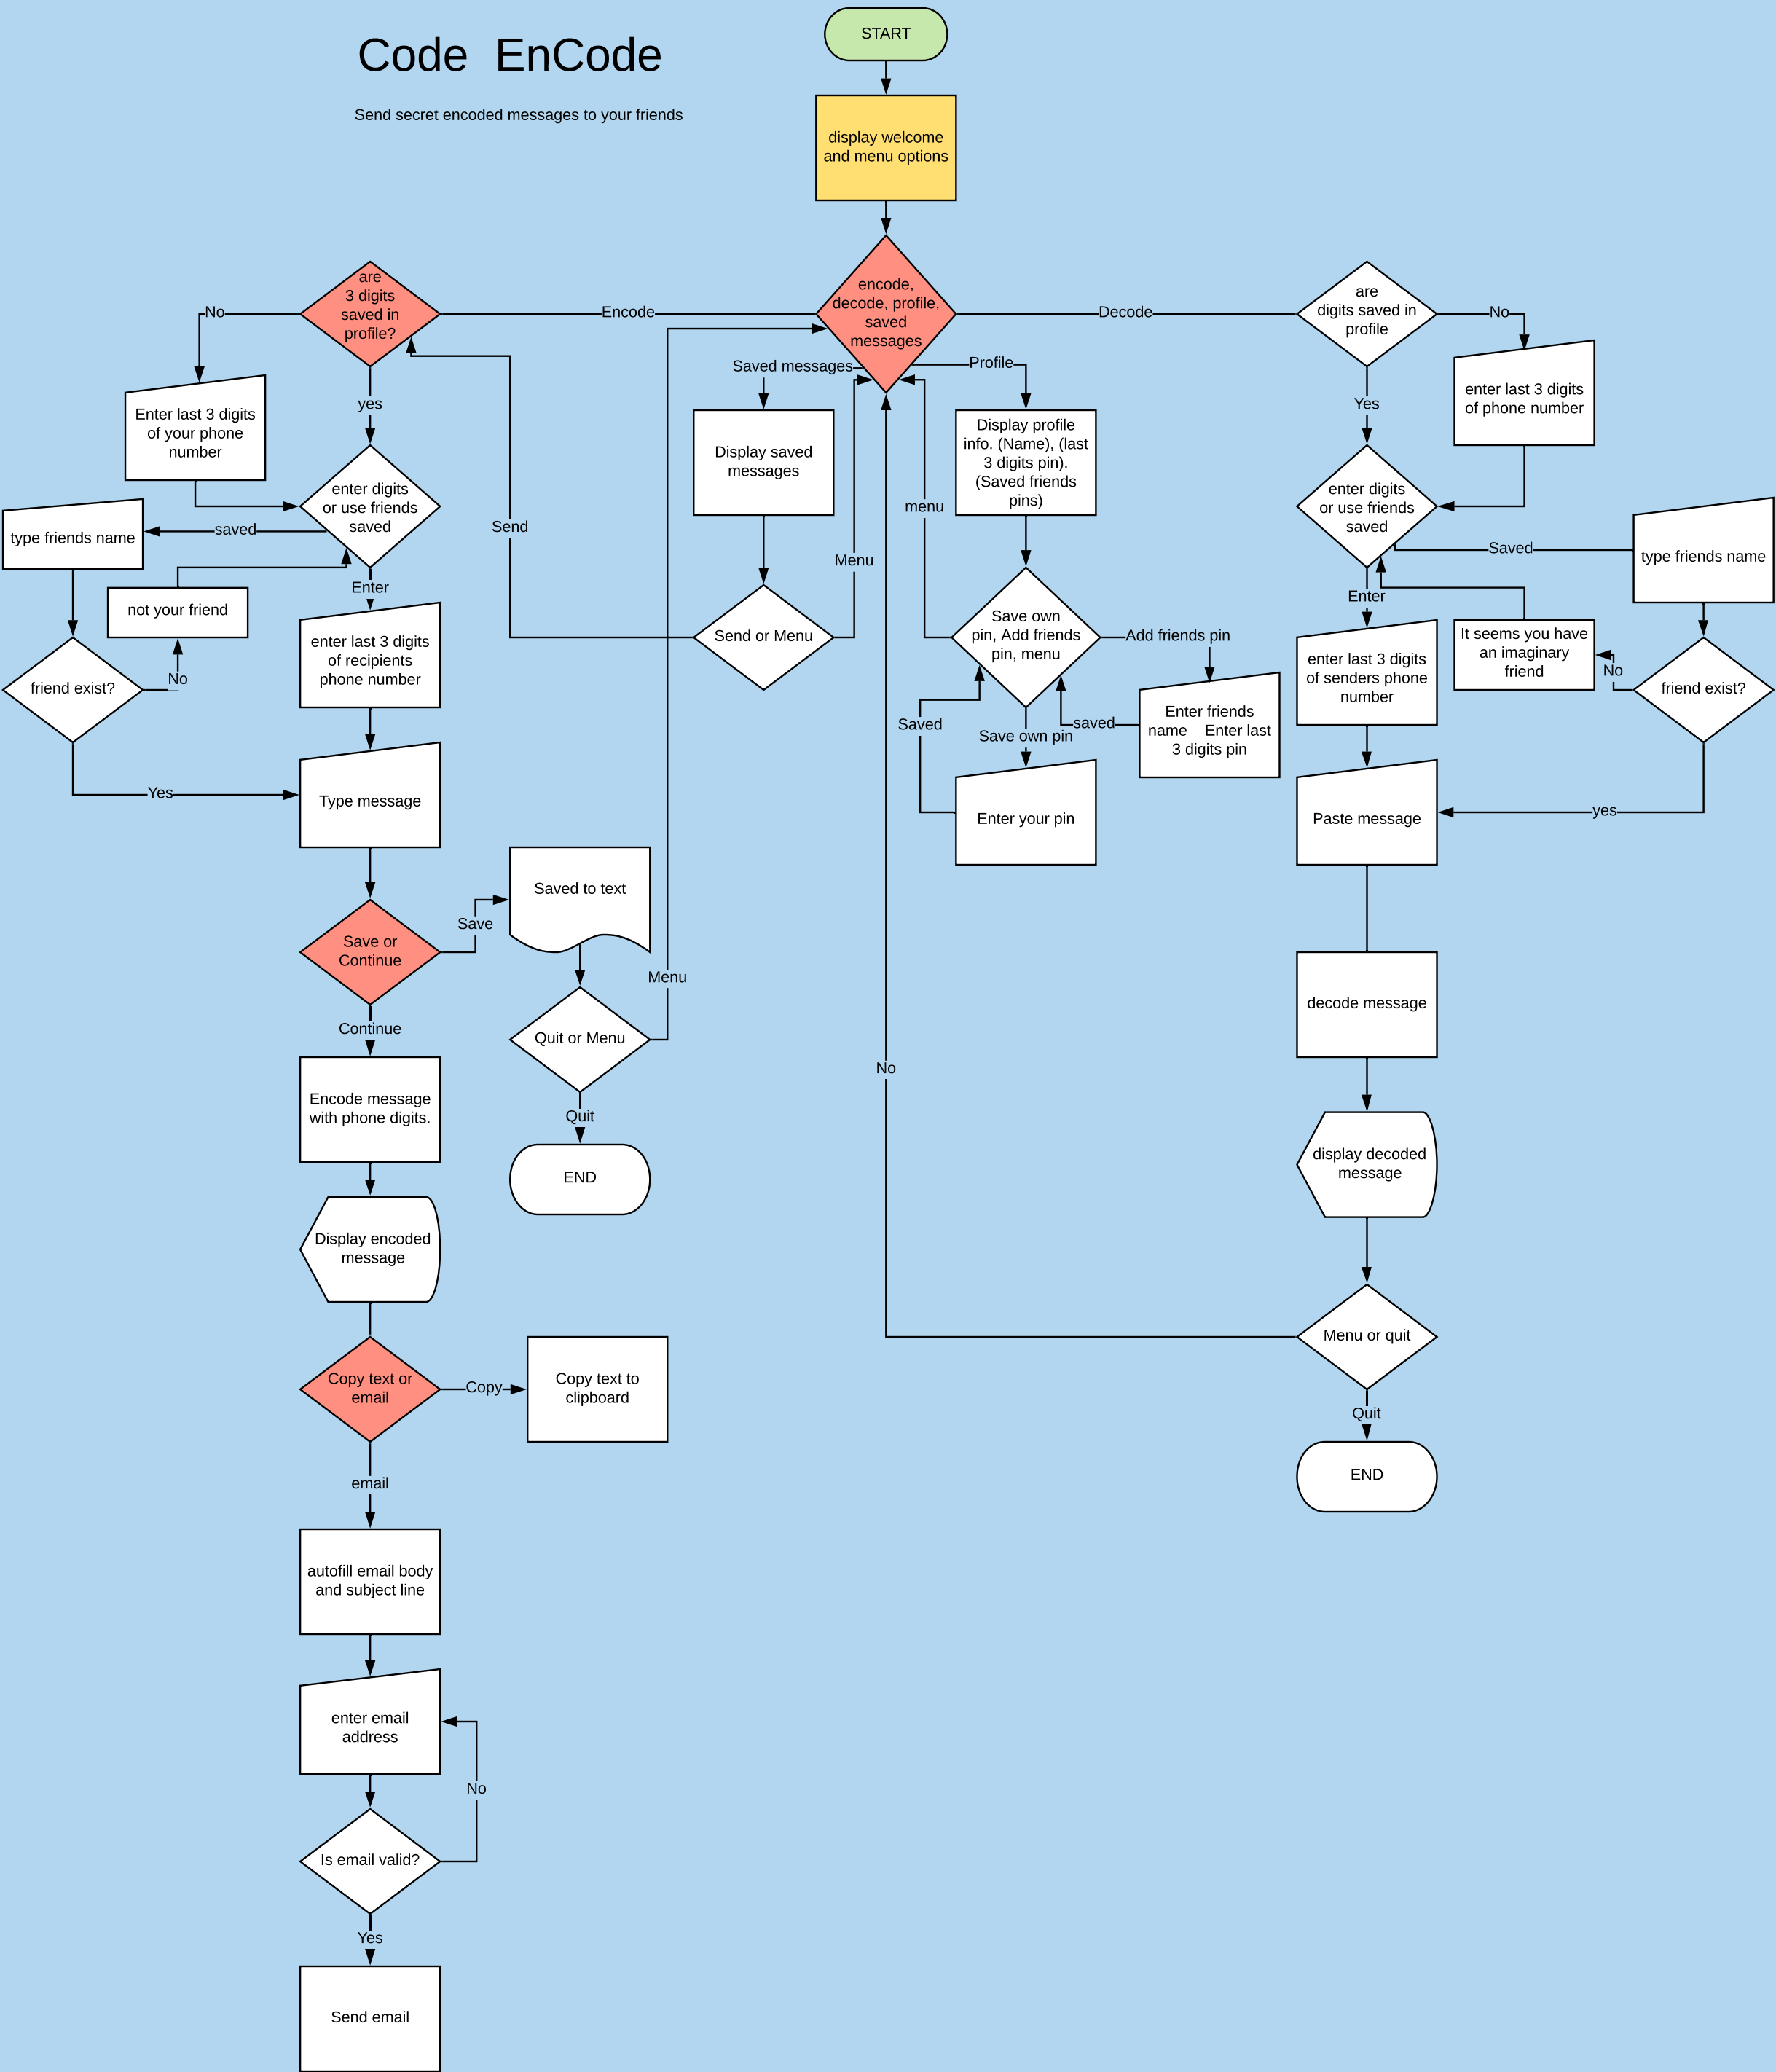 Code  EnCode
Send secret encoded messages to your friends
START
display welcome
and menu options
encode,
decode, profile,
saved
messages
Encode
are
3 digits
saved in
profile?
No
Enter last 3 digits
of your phone
number
yes
enter digits
or use friends
saved
saved
type friends name
friend exist?
No
not your friend
Yes
Enter
enter last 3 digits
of recipients
phone number
Type message
Save or
Continue
Save
Saved to text
Quit or Menu
Menu
Quit
END
Continue
Encode message
with phone digits.
Display encoded
message
Copy text or
email
Copy
Copy text to
clipboard
email
autofill email body
and subject line
enter email
address
Is email valid?
No
Yes
Send email
Saved messages
Display saved
messages
Send or Menu
Send
Menu
Profile
Display profile
info. (Name), (last
3 digits pin).
(Saved friends
pins)
Save own
pin, Add friends
pin, menu
menu
Add friends pin
Enter friends
name    Enter last
3 digits pin
saved
Save own pin
Enter your pin
Saved
Decode
are
digits saved in
profile
No
enter last 3 digits
of phone number
Yes
enter digits
or use friends
saved
Saved
type friends name
friend exist?
No
It seems you have
an imaginary
friend
yes
Enter
enter last 3 digits
of senders phone
number
Paste message
decode message
display decoded
message
Menu or quit
No
Quit
END